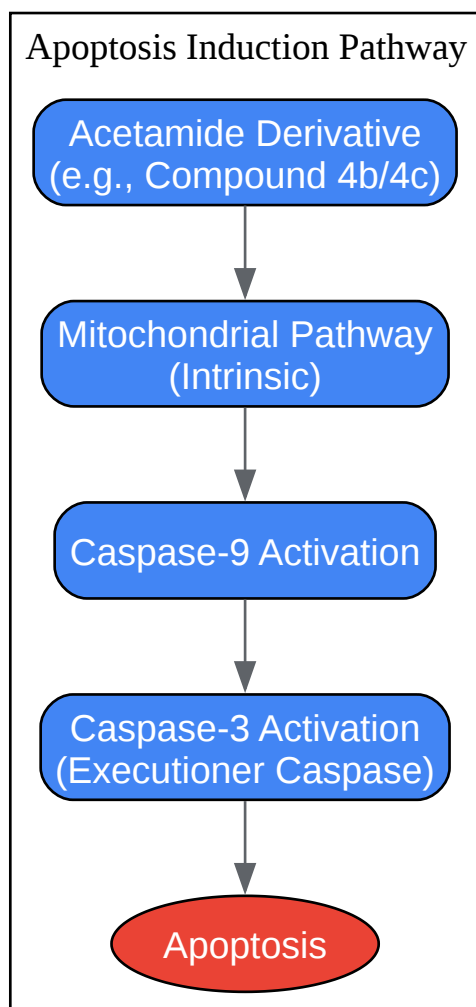 Apoptosis Induction Pathway
Acetamide Derivative
(e.g., Compound 4b/4c)
Mitochondrial Pathway
(Intrinsic)
Caspase-9 Activation
Caspase-3 Activation
(Executioner Caspase)
Apoptosis